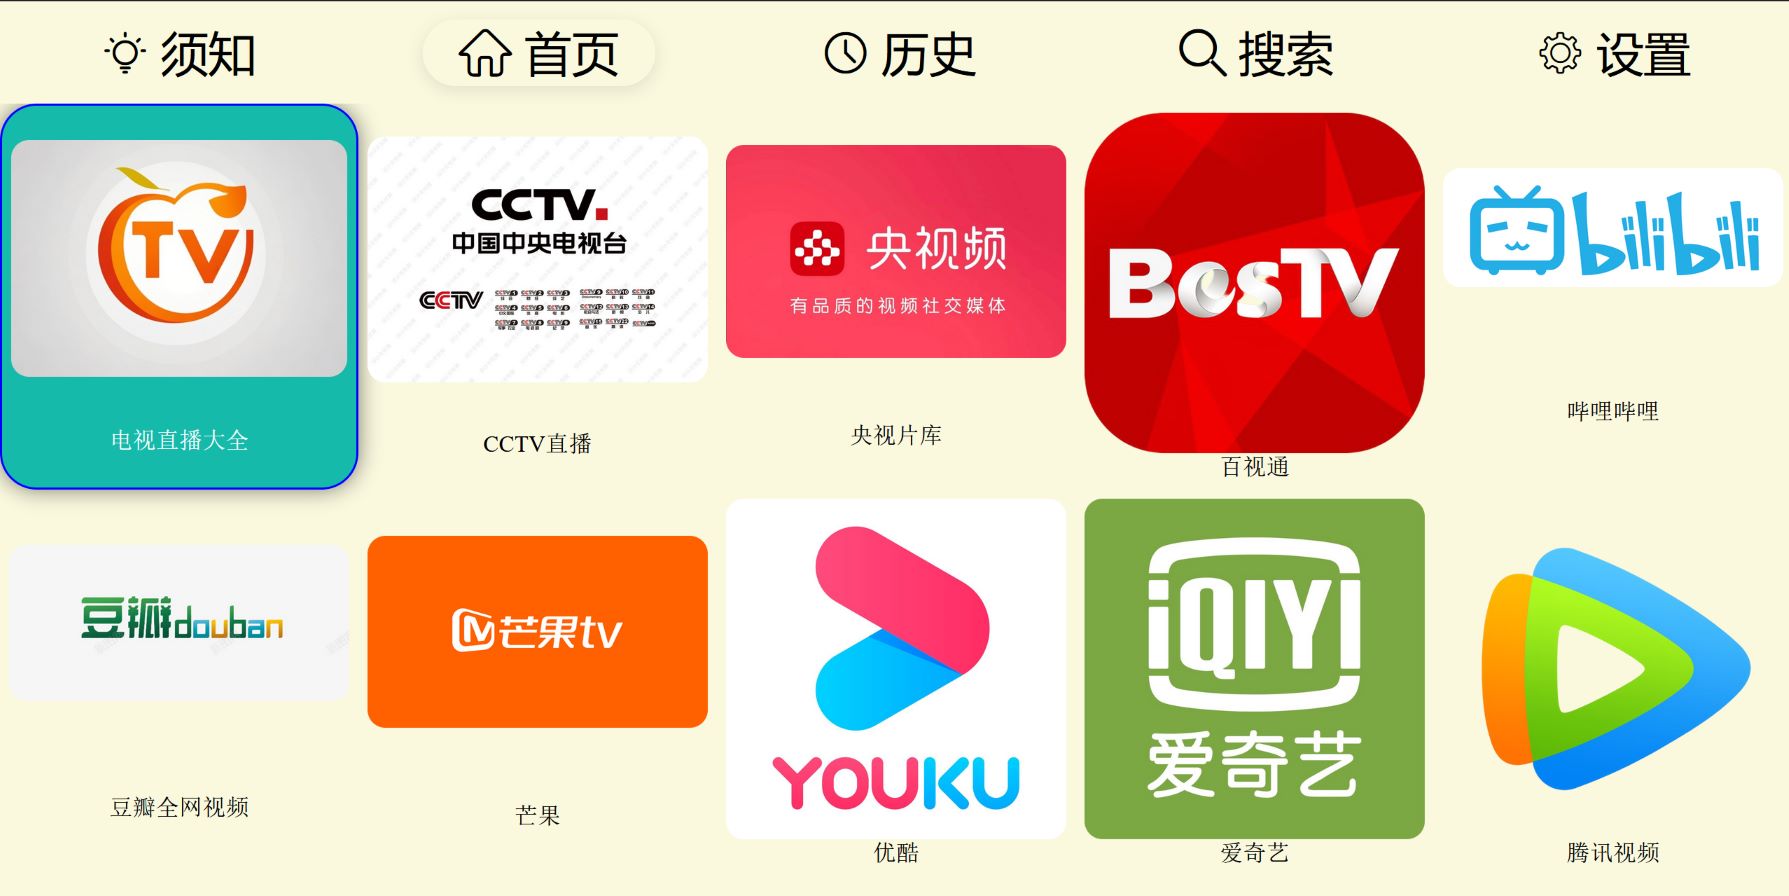 须知
首页
历史
搜索
设置
TV
电视直播大全
CCTV.
中国中央电视台
CCTV
CCTV直播
央视频
有品质的视频社交媒体
央视片库
BesTV
百视通
bilibili
哔哩哔哩
豆瓣douban
豆瓣全网视频
芒果tv
芒果
YOUKU
优酷
iQIYI
爱奇艺
爱奇艺
腾讯视频